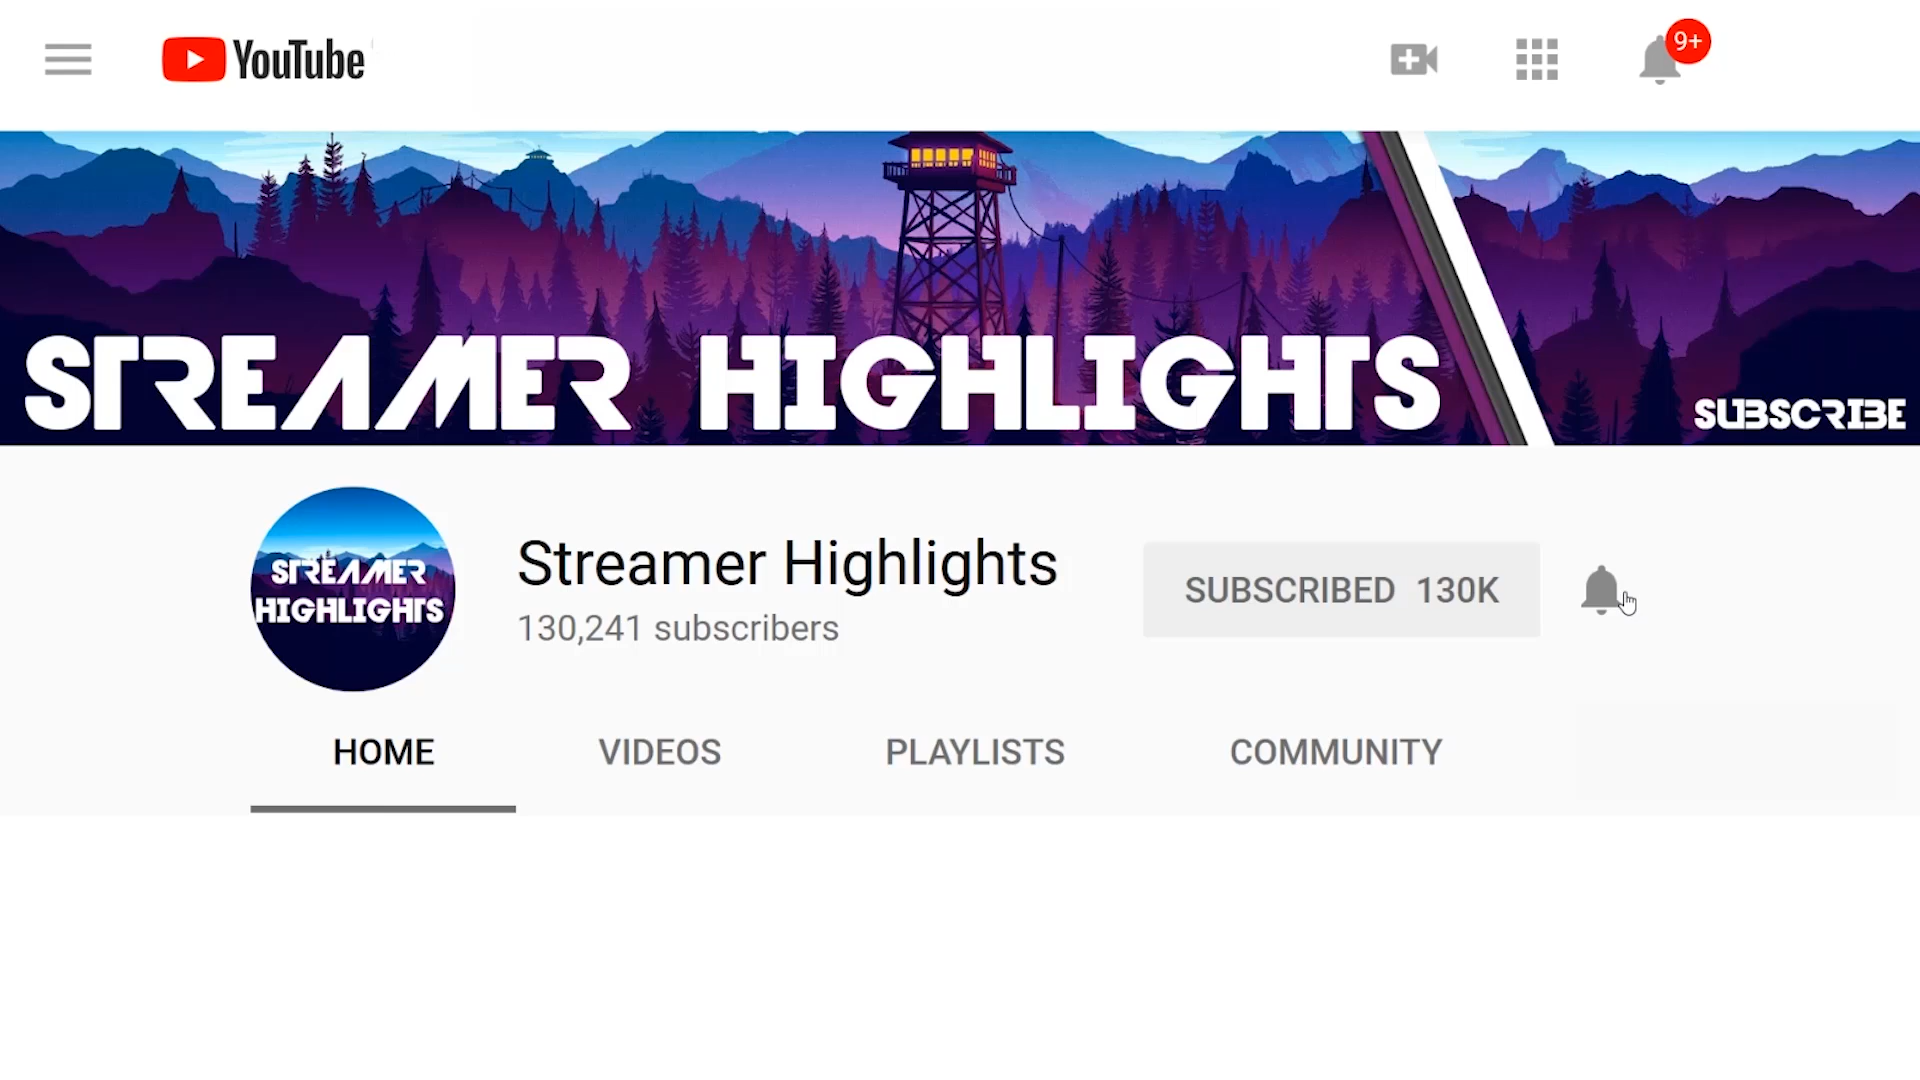 YouTube
9+
STREAMER HIGHLIGHTS
SUBSCRIBE
STREAMER
HIGHLIGHTS
Streamer Highlights
130,241 subscribers
SUBSCRIBED 130K
HOME VIDEOS PLAYLISTS COMMUNITY